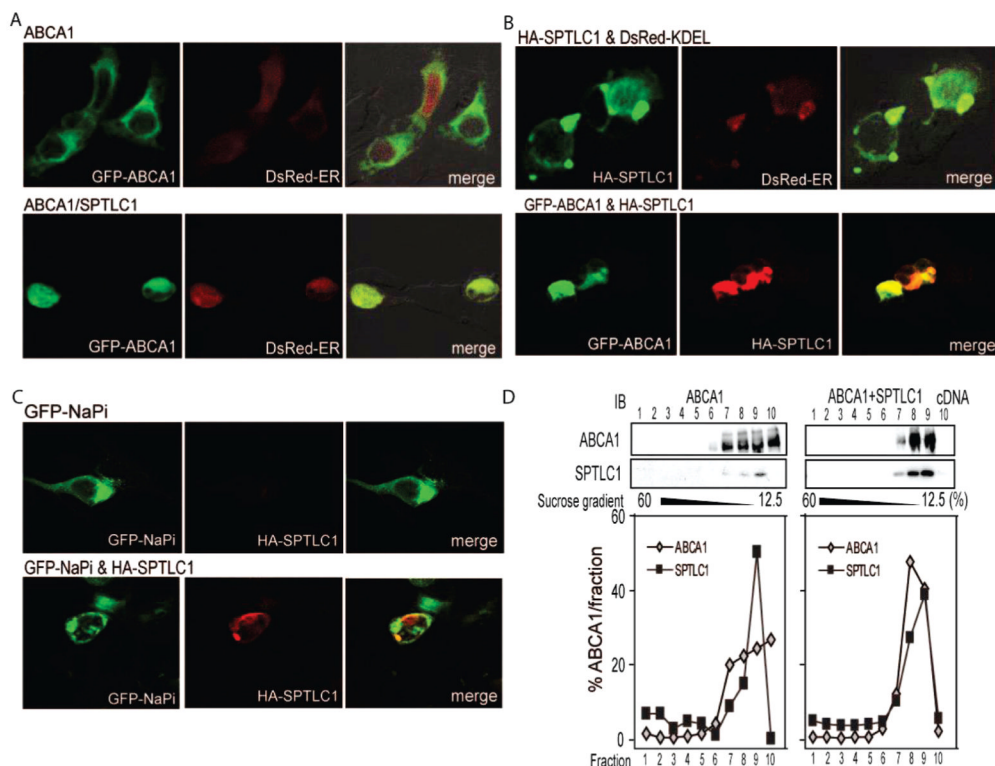 A
ABCA1
GFP-ABCA1
DsRed-ER
merge
ABCA1/SPTLC1
GFP-ABCA1
DsRed-ER
merge
B
HA-SPTLC1 & DsRed-KDEL
HA-SPTLC1
DsRed-ER
merge
GFP-ABCA1 & HA-SPTLC1
GFP-ABCA1
HA-SPTLC1
merge
C
GFP-NaPi
GFP-NaPi
HA-SPTLC1
merge
GFP-NaPi & HA-SPTLC1
GFP-NaPi
HA-SPTLC1
merge
D
IB ABCA1 ABCA1+SPTLC1 cDNA
1 2 3 4 5 6 7 8 9 10 1 2 3 4 5 6 7 8 9 10
ABCA1
SPTLC1
Sucrose gradient 60 12.5 60 12.5 (%)
% ABCA1/fraction
60
40
20
0
ABCA1
SPTLC1
ABCA1
SPTLC1
Fraction 1 2 3 4 5 6 7 8 9 10 1 2 3 4 5 6 7 8 9 10